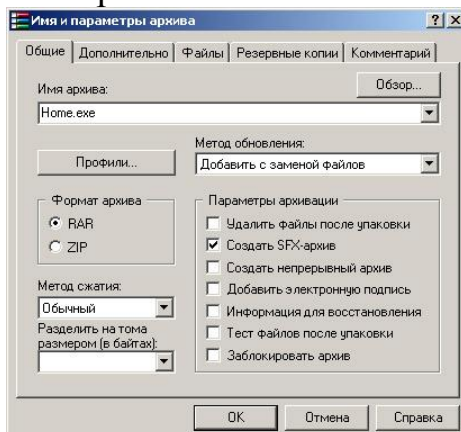 Имя и параметры архива
Общие Дополнительно Файлы Резервные копии Комментарий
Имя архива:
Обзор...
Home.exe
Метод обновления:
Профили...
Добавить с заменой файлов
Формат архива
RAR
ZIP
Метод сжатия:
Обычный
Разделить на тома
размером (в байтах):
Параметры архивации
Удалить файлы после упаковки
Создать SFX-архив
Создать непрерывный архив
Добавить электронную подпись
Информация для восстановления
Тест файлов после упаковки
Заблокировать архив
OK Отмена Справка